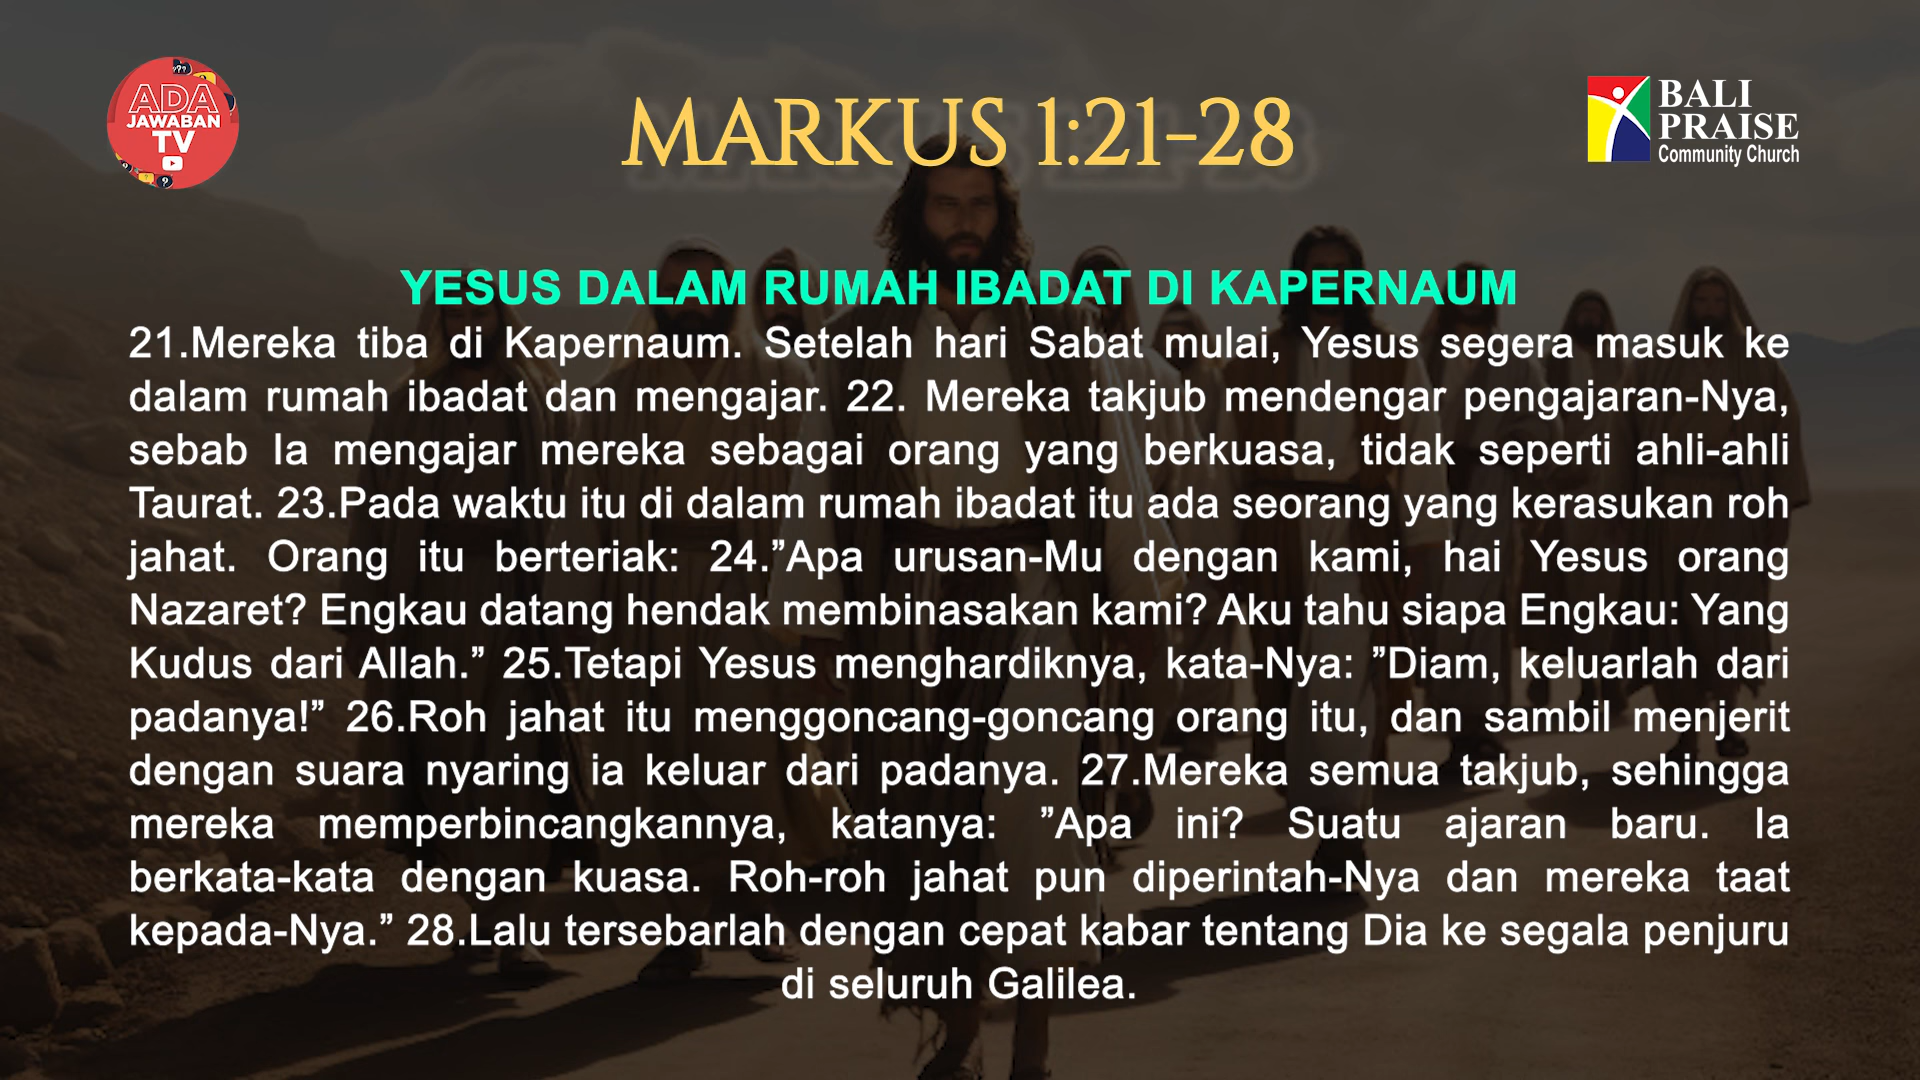 ADA
JAWABAN
TV
MARKUS 1:21-28
BALI
PRAISE
Community Church
YESUS DALAM RUMAH IBADAT DI KAPERNAUM
21.Mereka tiba di Kapernaum. Setelah hari Sabat mulai, Yesus segera masuk ke
dalam rumah ibadat dan mengajar. 22. Mereka takjub mendengar pengajaran-Nya,
sebab Ia mengajar mereka sebagai orang yang berkuasa, tidak seperti ahli-ahli
Taurat. 23.Pada waktu itu di dalam rumah ibadat itu ada seorang yang kerasukan roh
jahat. Orang itu berteriak: 24.”Apa urusan-Mu dengan kami, hai Yesus orang
Nazaret? Engkau datang hendak membinasakan kami? Aku tahu siapa Engkau: Yang
Kudus dari Allah.” 25.Tetapi Yesus menghardiknya, kata-Nya: ”Diam, keluarlah dari
padanya!” 26.Roh jahat itu menggoncang-goncang orang itu, dan sambil menjerit
dengan suara nyaring ia keluar dari padanya. 27.Mereka semua takjub, sehingga
mereka memperbincangkannya, katanya: ”Apa ini? Suatu ajaran baru. Ia
berkata-kata dengan kuasa. Roh-roh jahat pun diperintah-Nya dan mereka taat
kepada-Nya.” 28.Lalu tersebarlah dengan cepat kabar tentang Dia ke segala penjuru
di seluruh Galilea.